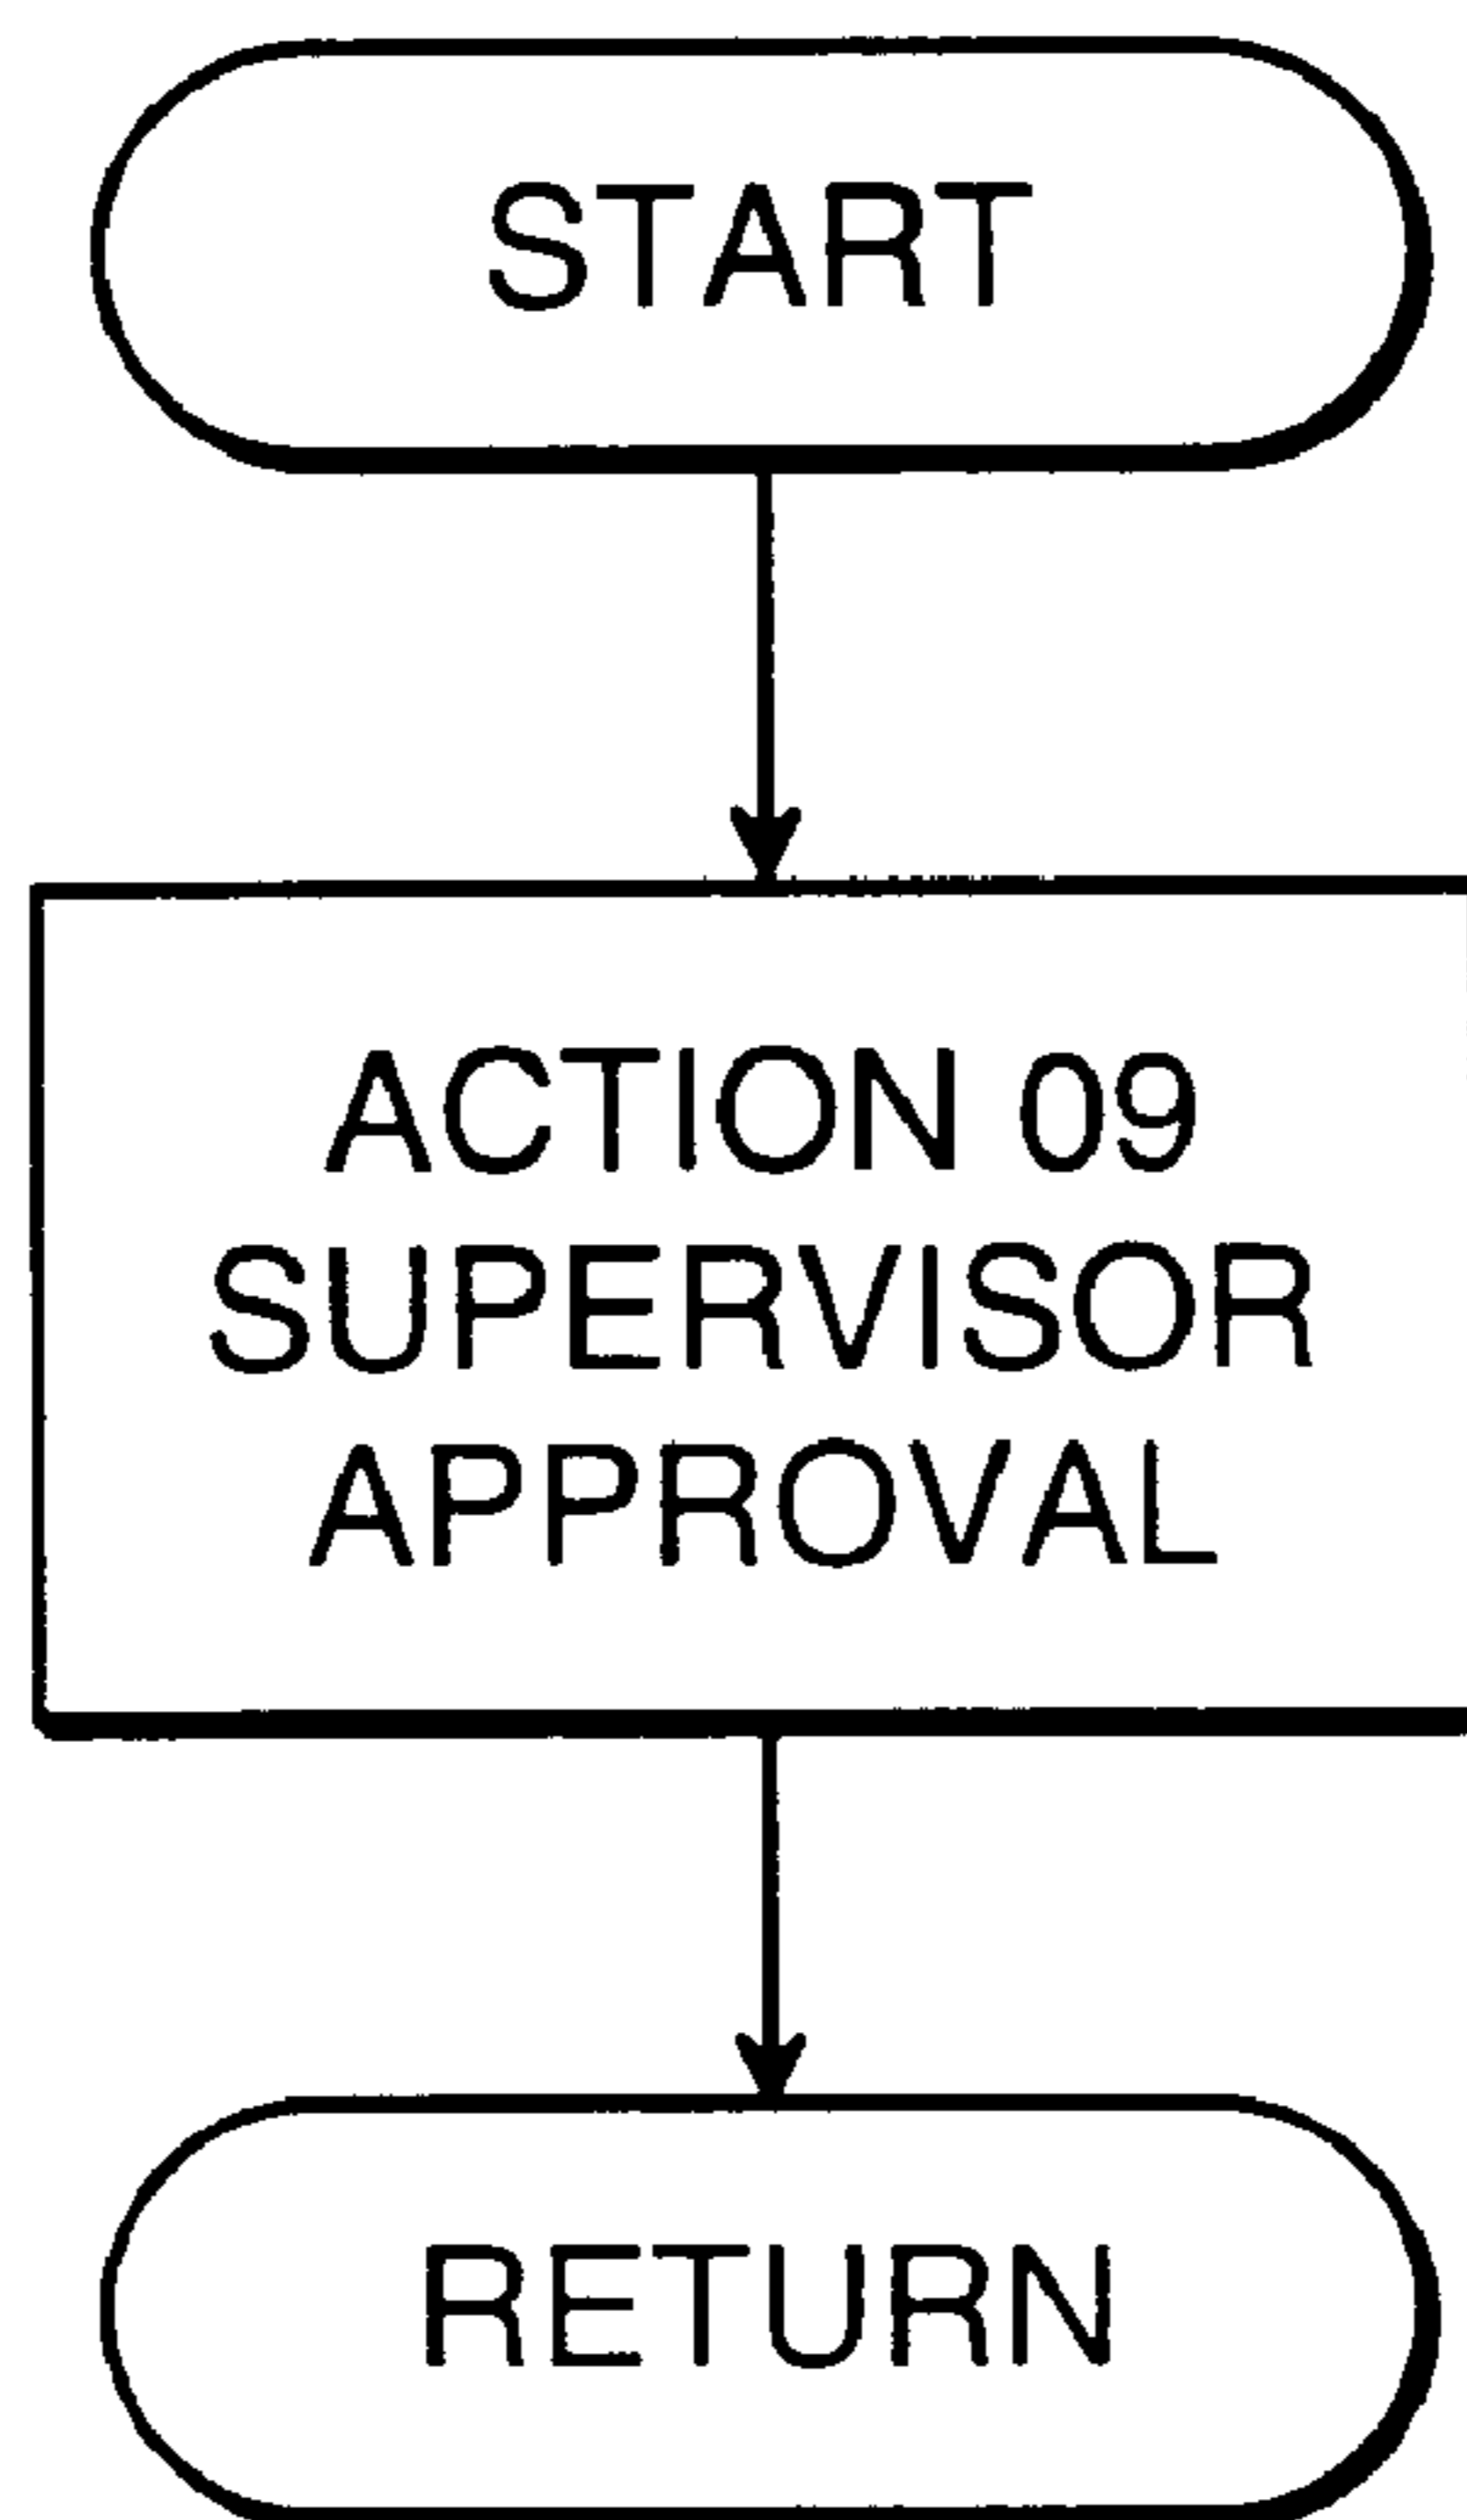 START
ACTION 09
SUPERVISOR
APPROVAL
RETURN